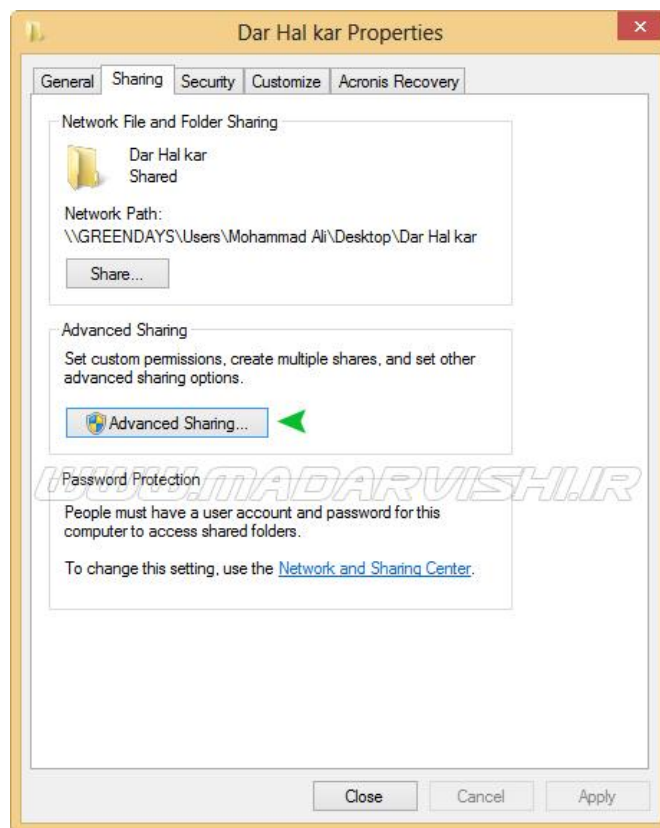 Dar Hal kar Properties
General Sharing Security Customize Acronis Recovery
Network File and Folder Sharing
Dar Hal kar
Shared
Network Path:
\\GREENDAYS\Users\Mohammad Ali\Desktop\Dar Hal kar
Share...
Advanced Sharing
Set custom permissions, create multiple shares, and set other
advanced sharing options.
Advanced Sharing...
WWW.MADARVISHI.IR
Password Protection
People must have a user account and password for this
computer to access shared folders.
To change this setting, use the Network and Sharing Center.
Close Cancel Apply